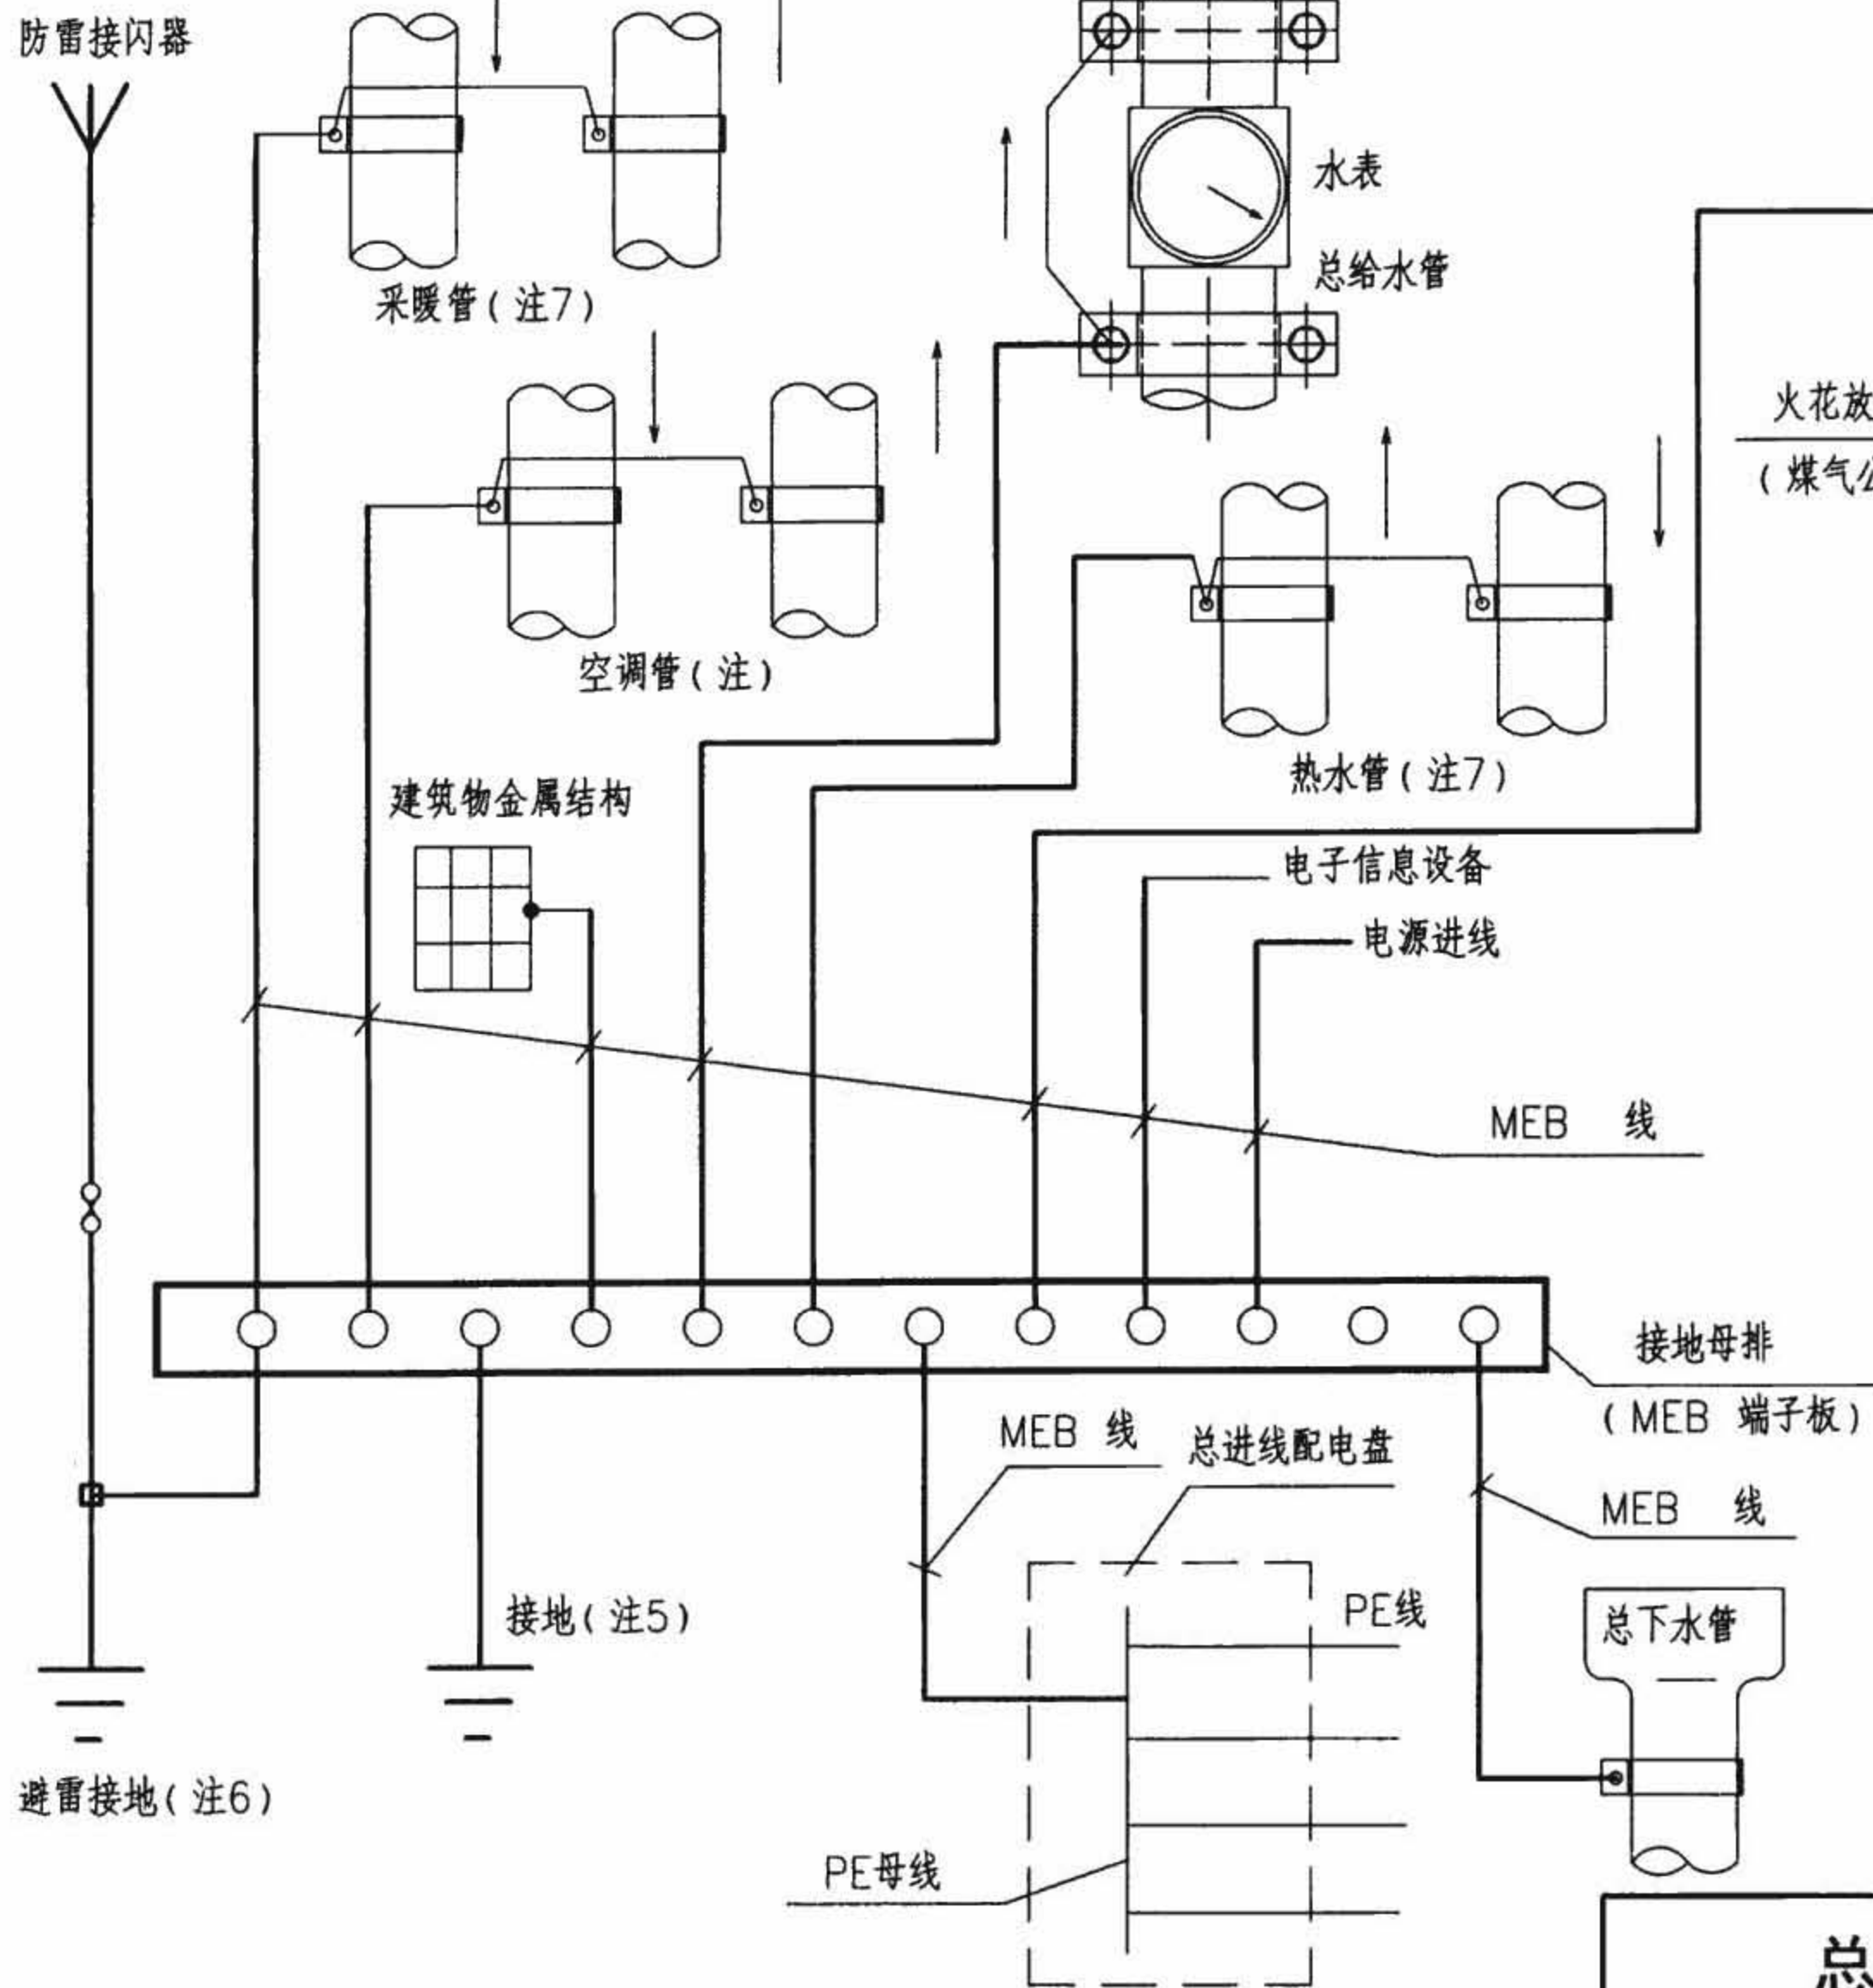 防雷接闪器
水表
总给水管
采暖管(注7)
火花放
(煤气公
空调管(注)
热水管(注7)
建筑物金属结构
电子信息设备
电源进线
MEB 线
接地母排
(MEB 端子板)
MEB 线
总进线配电盘
MEB 线
接地(注5)
PE线
总下水管
避雷接地(注6)
PE母线
总